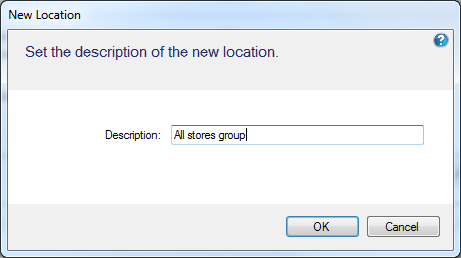 New Location
Set the description of the new location.
Description: All stores group
OK Cancel